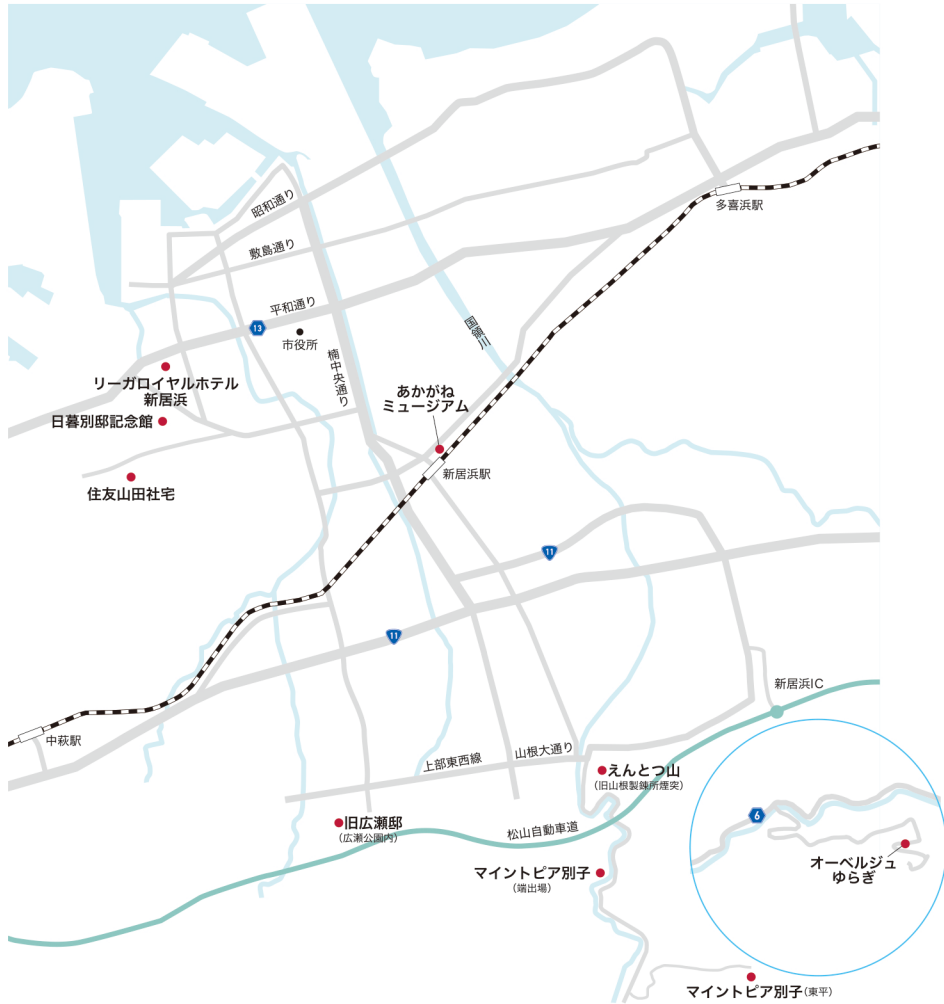 昭和通り
多喜浜駅
敷島通り
平和通り
13
国領川
市役所
楠中央通り
リーガロイヤルホテル
新居浜
あかがね
ミュージアム
日暮別邸記念館
新居浜駅
住友山田社宅
11
11
新居浜IC
中萩駅
上部東西線
山根大通り
えんとつ山
(旧山根製錬所煙突)
旧広瀬邸
(広瀬公園内)
松山自動車道
6
オーベルジュ
ゆらぎ
マイントピア別子
(端出場)
マイントピア別子(東平)